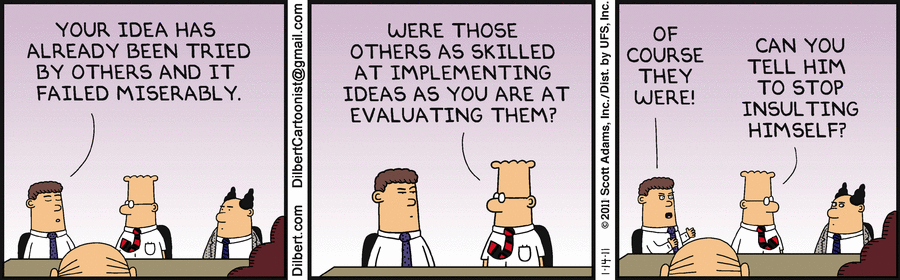 YOUR IDEA HAS
ALREADY BEEN TRIED
BY OTHERS AND IT
FAILED MISERABLY.
Dilbert.com DilbertCartoonist@gmail.com
WERE THOSE
OTHERS AS SKILLED
AT IMPLEMENTING
IDEAS AS YOU ARE AT
EVALUATING THEM?
1-14-11 © 2011 Scott Adams, Inc./Dist. by UFS, Inc.
OF
COURSE
THEY
WERE!
CAN YOU
TELL HIM
TO STOP
INSULTING
HIMSELF?